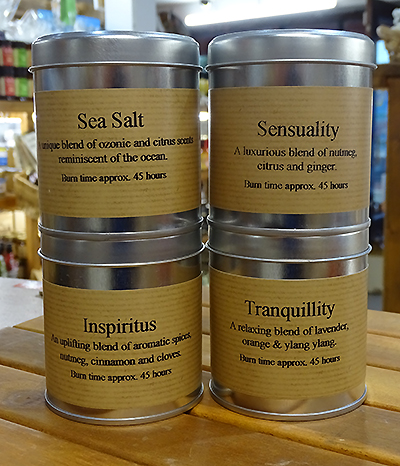 Sea Salt
unique blend of ozonic and citrus scents
reminiscent of the ocean.
Burn time approx. 45 hours
Sensuality
A luxurious blend of nutmeg,
citrus and ginger.
Burn time approx. 45 hours
Inspiritus
An uplifting blend of aromatic spices,
nutmeg, cinnamon and cloves.
Burn time approx. 45 hours
Tranquillity
A relaxing blend of lavender,
orange & ylang ylang.
Burn time approx. 45 hours